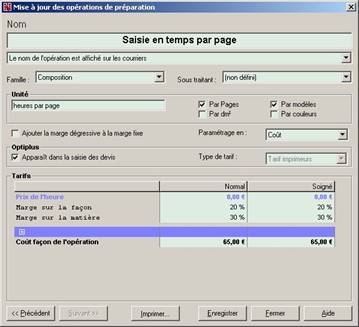 Mise à jour des opérations de préparation
Nom
Saisie en temps par page
Le nom de l'opération est affiché sur les courriers
Famille : Composition Sous traitant : (non défini)
Unité
heures par page
Par Pages Par modèles
Par dm² Par couleurs
Ajouter la marge dégressive à la marge fixe Paramétrage en : Coût
Optiplus
Apparaît dans la saisie des devis Type de tarif : Tarif imprimeurs
Tarifs
Normal Soigné
Prix de l'heure 0,00 € 0,00 €
Marge sur la façon 20 % 20 %
Marge sur la matière 30 % 30 %
Coût façon de l'opération 65,00 € 65,00 €
<< Précédent Suivant >> Imprimer... Enregistrer Fermer Aide